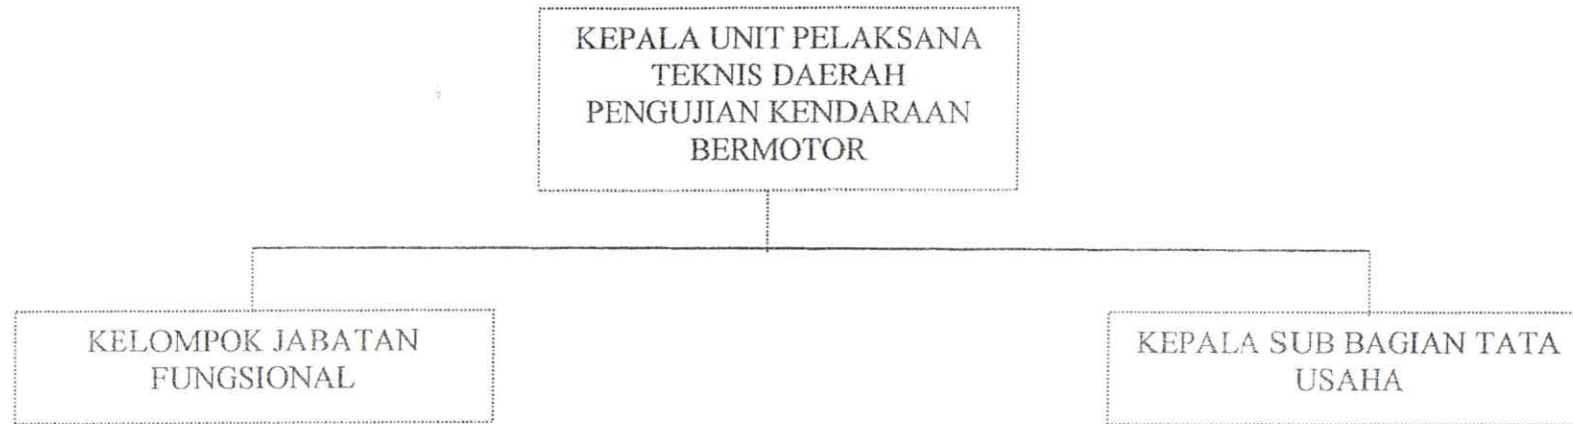 KEPALA UNIT PELAKSANA
TEKNIS DAERAH
PENGUJIAN KENDARAAN
BERMOTOR
KELOMPOK JABATAN
FUNGSIONAL
KEPALA SUB BAGIAN TATA
USAHA